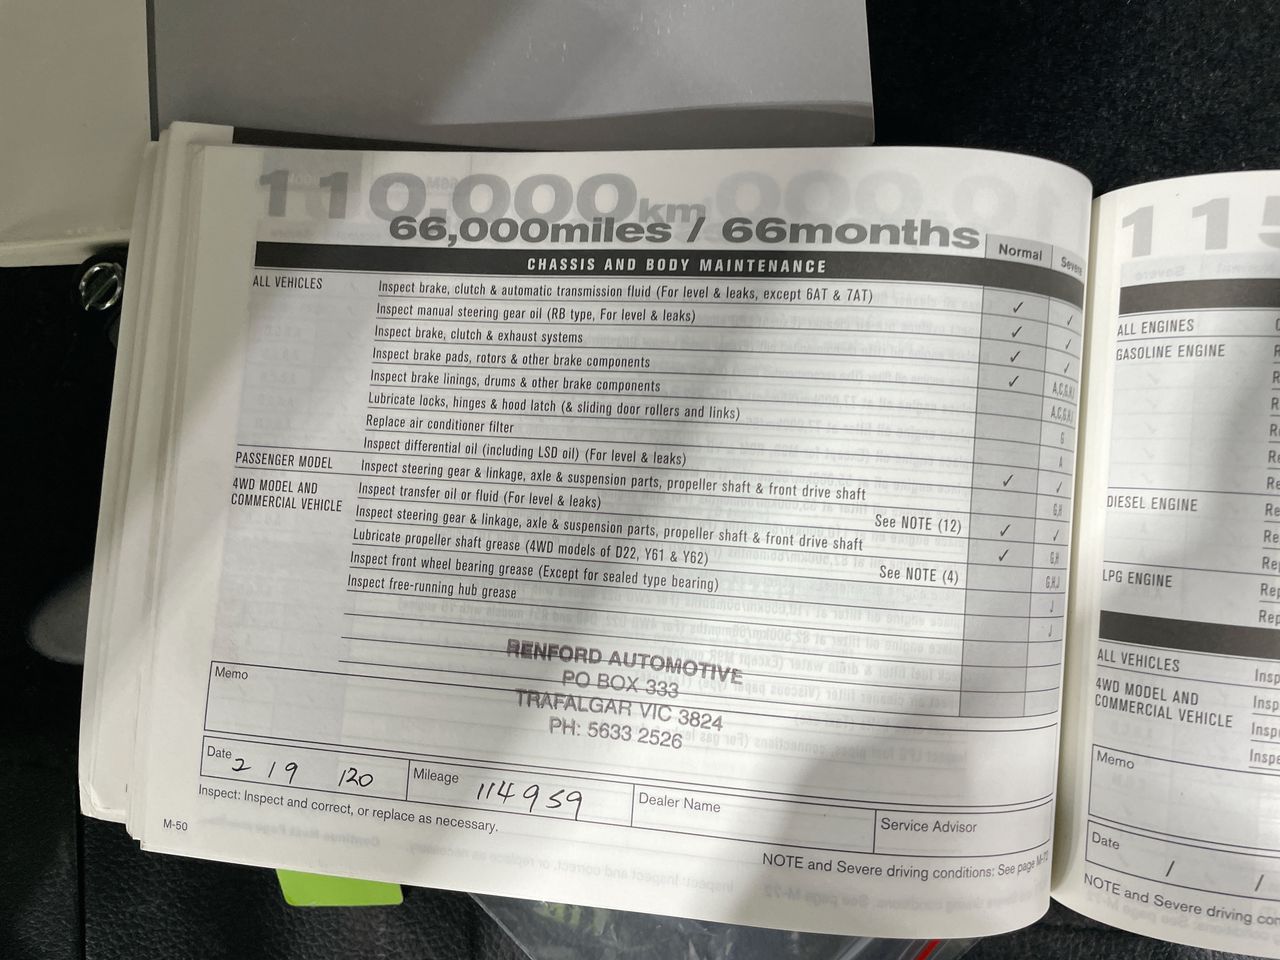 110,000km
66,000miles / 66months
Normal Severe
CHASSIS AND BODY MAINTENANCE
ALL VEHICLES Inspect brake, clutch & automatic transmission fluid (For level & leaks, except 6AT & 7AT) ✓ ✓
Inspect manual steering gear oil (RB type, For level & leaks) ✓ ✓
Inspect brake, clutch & exhaust systems ✓ ✓
Inspect brake pads, rotors & other brake components ✓ A,C,G,H,I
Inspect brake linings, drums & other brake components A,C,G,H,I
Lubricate locks, hinges & hood latch (& sliding door rollers and links) G
Replace air conditioner filter A
Inspect differential oil (including LSD oil) (For level & leaks) ✓ ✓
PASSENGER MODEL Inspect steering gear & linkage, axle & suspension parts, propeller shaft & front drive shaft G,H
4WD MODEL AND COMMERCIAL VEHICLE Inspect transfer oil or fluid (For level & leaks) See NOTE (12) ✓ ✓
Inspect steering gear & linkage, axle & suspension parts, propeller shaft & front drive shaft ✓ G,H
Lubricate propeller shaft grease (4WD models of D22, Y61 & Y62) See NOTE (4) G,H,J
Inspect front wheel bearing grease (Except for sealed type bearing) J
Inspect free-running hub grease J
RENFORD AUTOMOTIVE
PO BOX 333
TRAFALGAR VIC 3824
PH: 5633 2526
Memo
Date 2 / 9 / 20 Mileage 114959 Dealer Name
Service Advisor
Inspect: Inspect and correct, or replace as necessary.
NOTE and Severe driving conditions: See page M-72
M-50
115
ALL ENGINES
GASOLINE ENGINE
DIESEL ENGINE
LPG ENGINE
ALL VEHICLES
4WD MODEL AND
COMMERCIAL VEHICLE
Memo
Date / /
NOTE and Severe driving